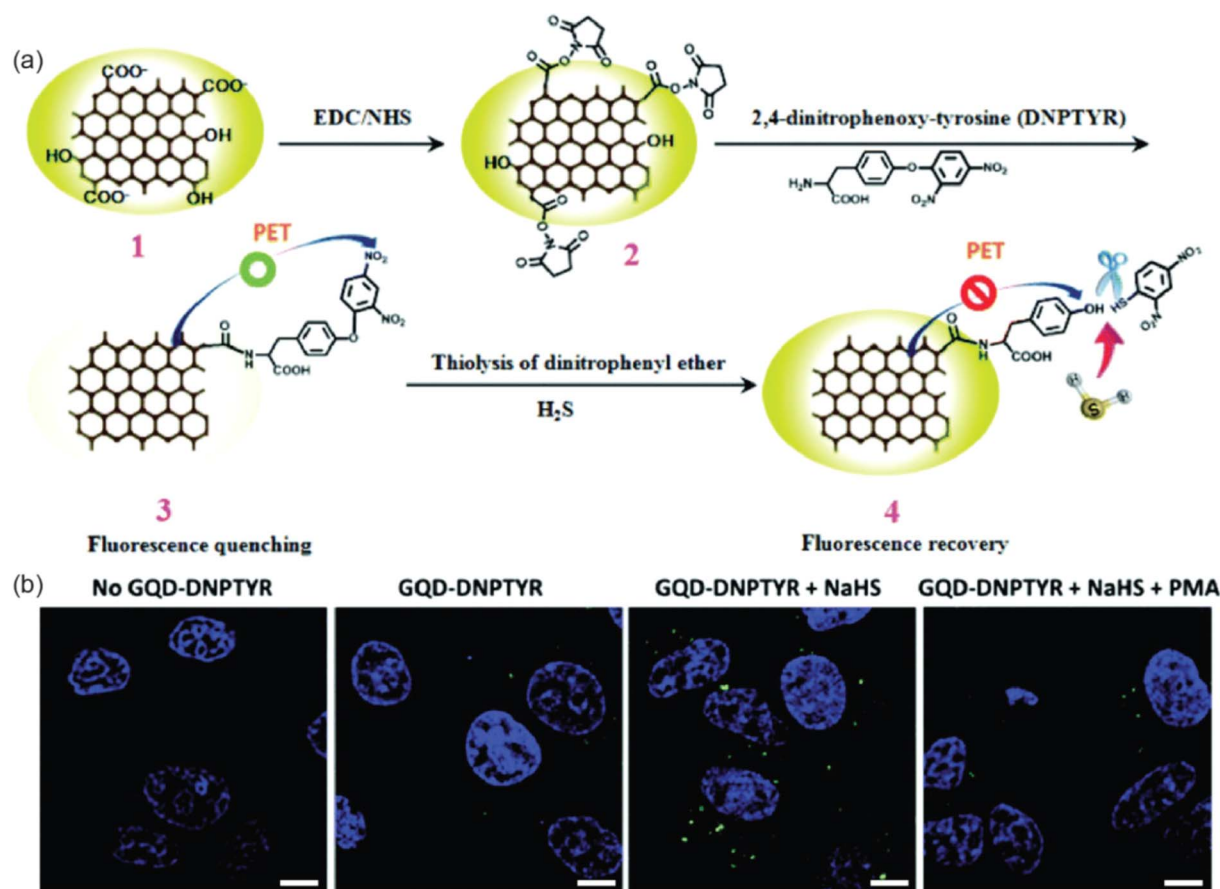 (a)
COO-
COO-
OH
HO
COO-
OH
1
EDC/NHS
O
N
O
O
O
O
O
O
N
O
O
OH
HO
O
O
N
O
O
2
2,4-dinitrophenoxy-tyrosine (DNPTYR)
H₂N
COOH
O
O₂N
NO₂
PET
NO₂
NO₂
O
O
N
H
COOH
3
Fluorescence quenching
Thiolysis of dinitrophenyl ether
H₂S
PET
NO₂
HS
O₂N
OH
O
NH
COOH
H
S
H
4
Fluorescence recovery
(b)
No GQD-DNPTYR
GQD-DNPTYR
GQD-DNPTYR + NaHS
GQD-DNPTYR + NaHS + PMA